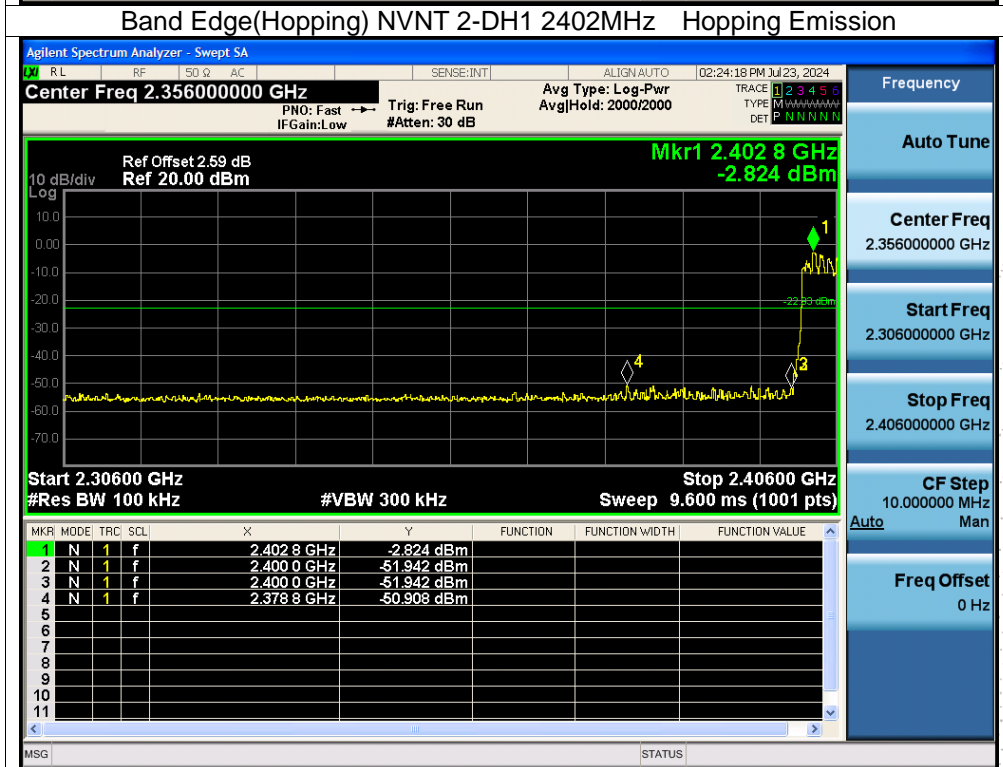 Band Edge(Hopping) NVNT 2-DH1 2402MHz    Hopping Emission
Agilent Spectrum Analyzer - Swept SA
LXI RL RF 50 Ω AC SENSE:INT ALIGN AUTO 02:24:18 PM Jul 23, 2024
Center Freq 2.356000000 GHz
PNO: Fast
IFGain:Low
Trig: Free Run
#Atten: 30 dB
Avg Type: Log-Pwr
Avg|Hold: 2000/2000
TRACE 1 2 3 4 5 6
TYPE M
DET P N N N N N
Ref Offset 2.59 dB
10 dB/div Ref 20.00 dBm
Log
Mkr1 2.402 8 GHz
-2.824 dBm
10.0
0.00
-10.0
-20.0
-30.0
-40.0
-50.0
-60.0
-70.0
1
-22.83 dBm
4
3
Start 2.30600 GHz Stop 2.40600 GHz
#Res BW 100 kHz #VBW 300 kHz Sweep 9.600 ms (1001 pts)
MKR MODE TRC SCL X Y FUNCTION FUNCTION WIDTH FUNCTION VALUE
1 N 1 f 2.402 8 GHz -2.824 dBm
2 N 1 f 2.400 0 GHz -51.942 dBm
3 N 1 f 2.400 0 GHz -51.942 dBm
4 N 1 f 2.378 8 GHz -50.908 dBm
5
6
7
8
9
10
11
MSG STATUS
Frequency
Auto Tune
Center Freq
2.356000000 GHz
Start Freq
2.306000000 GHz
Stop Freq
2.406000000 GHz
CF Step
10.000000 MHz
Auto Man
Freq Offset
0 Hz